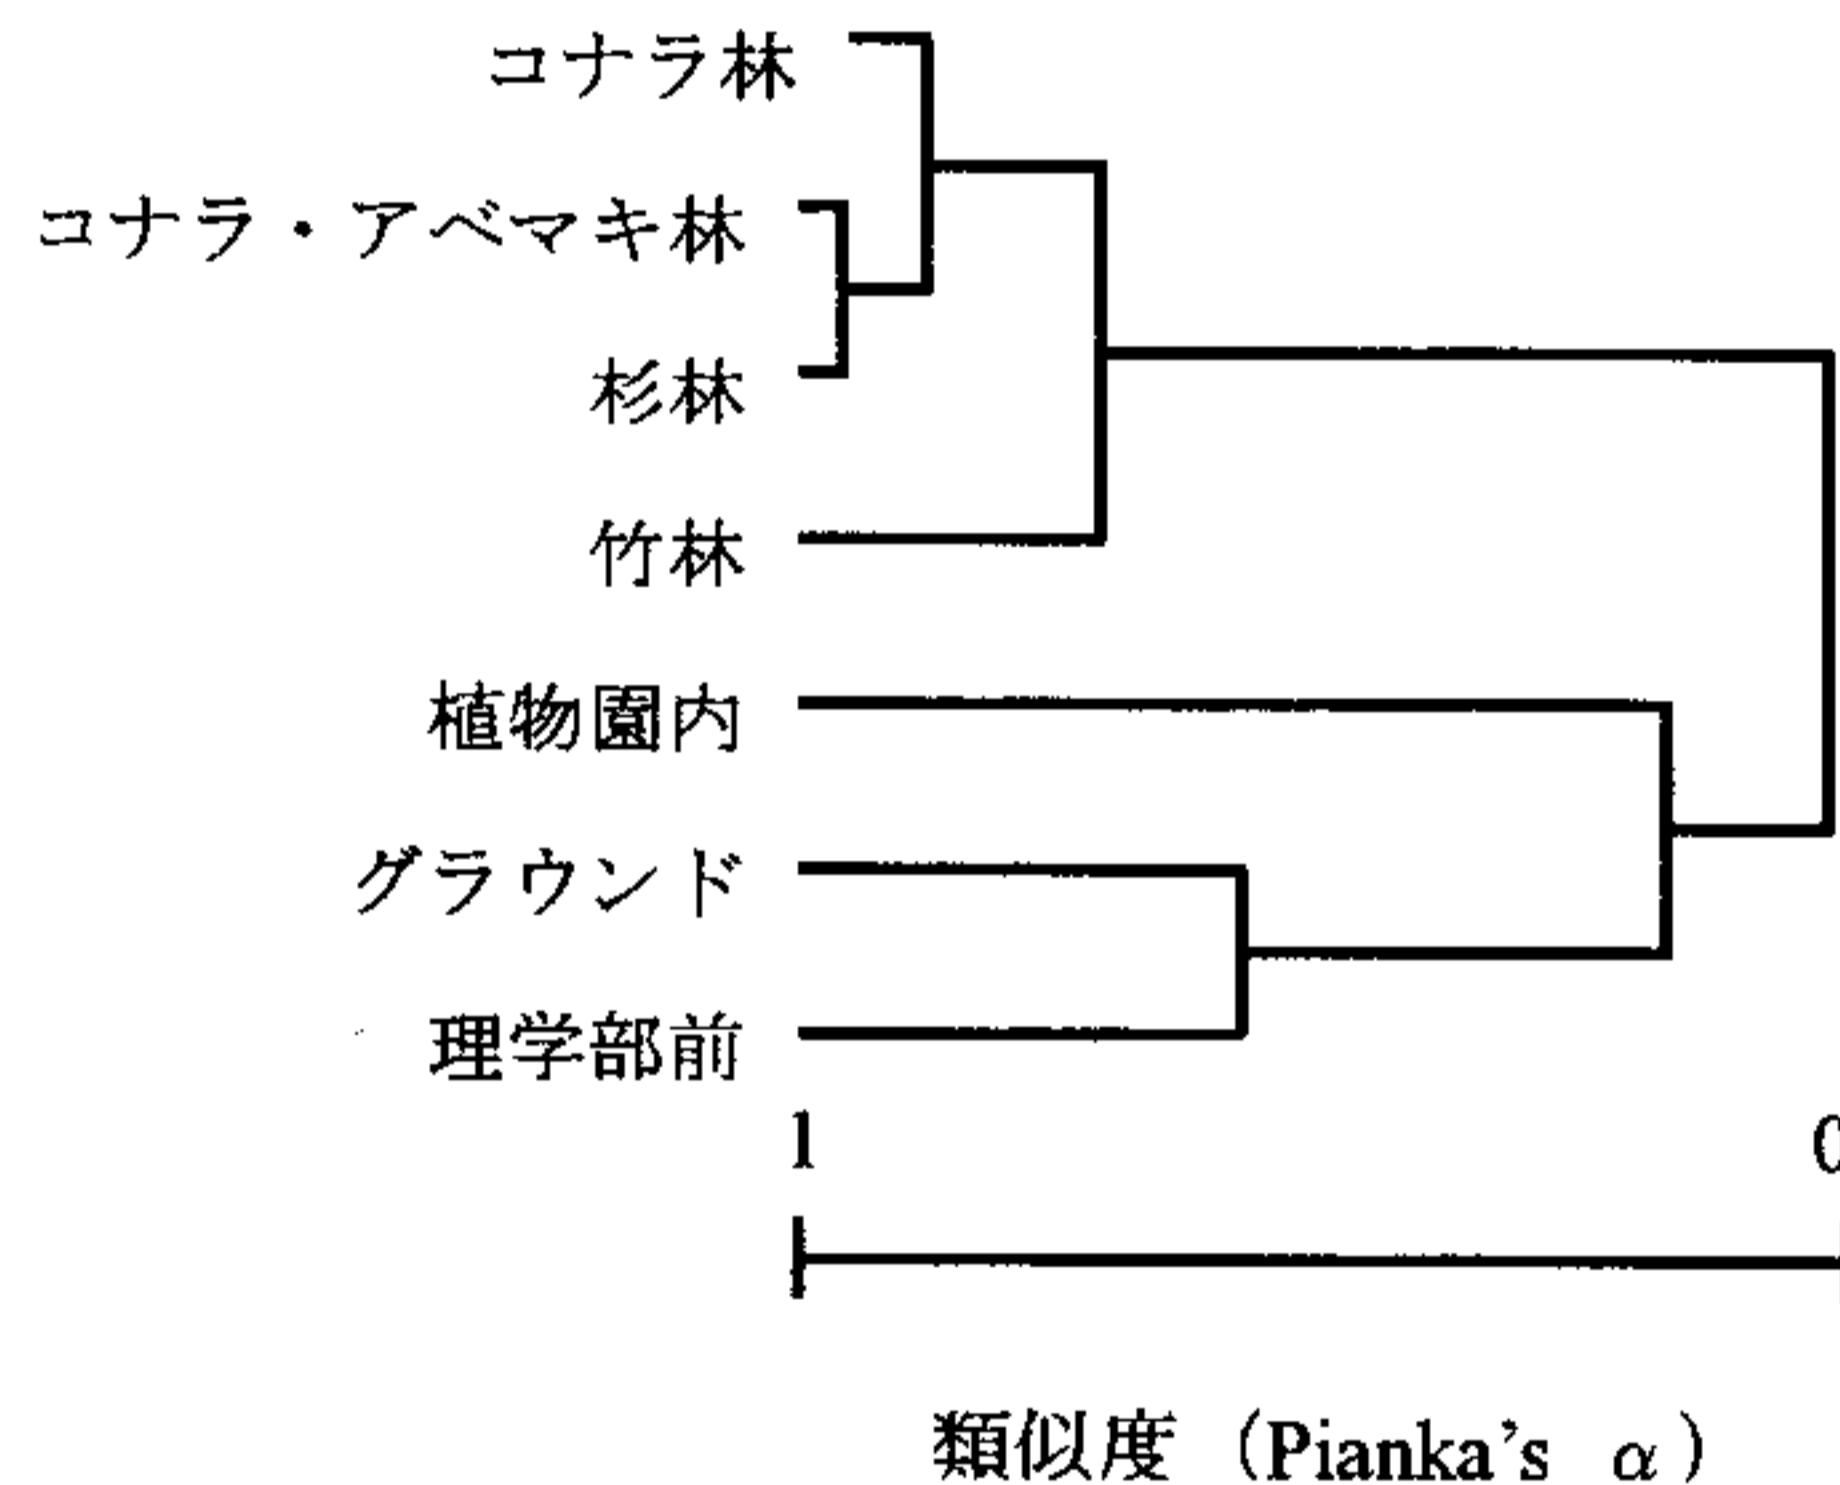 コナラ林
コナラ・アベマキ林
杉林
竹林
植物園内
グラウンド
理学部前
1 0
類似度（Pianka's α）